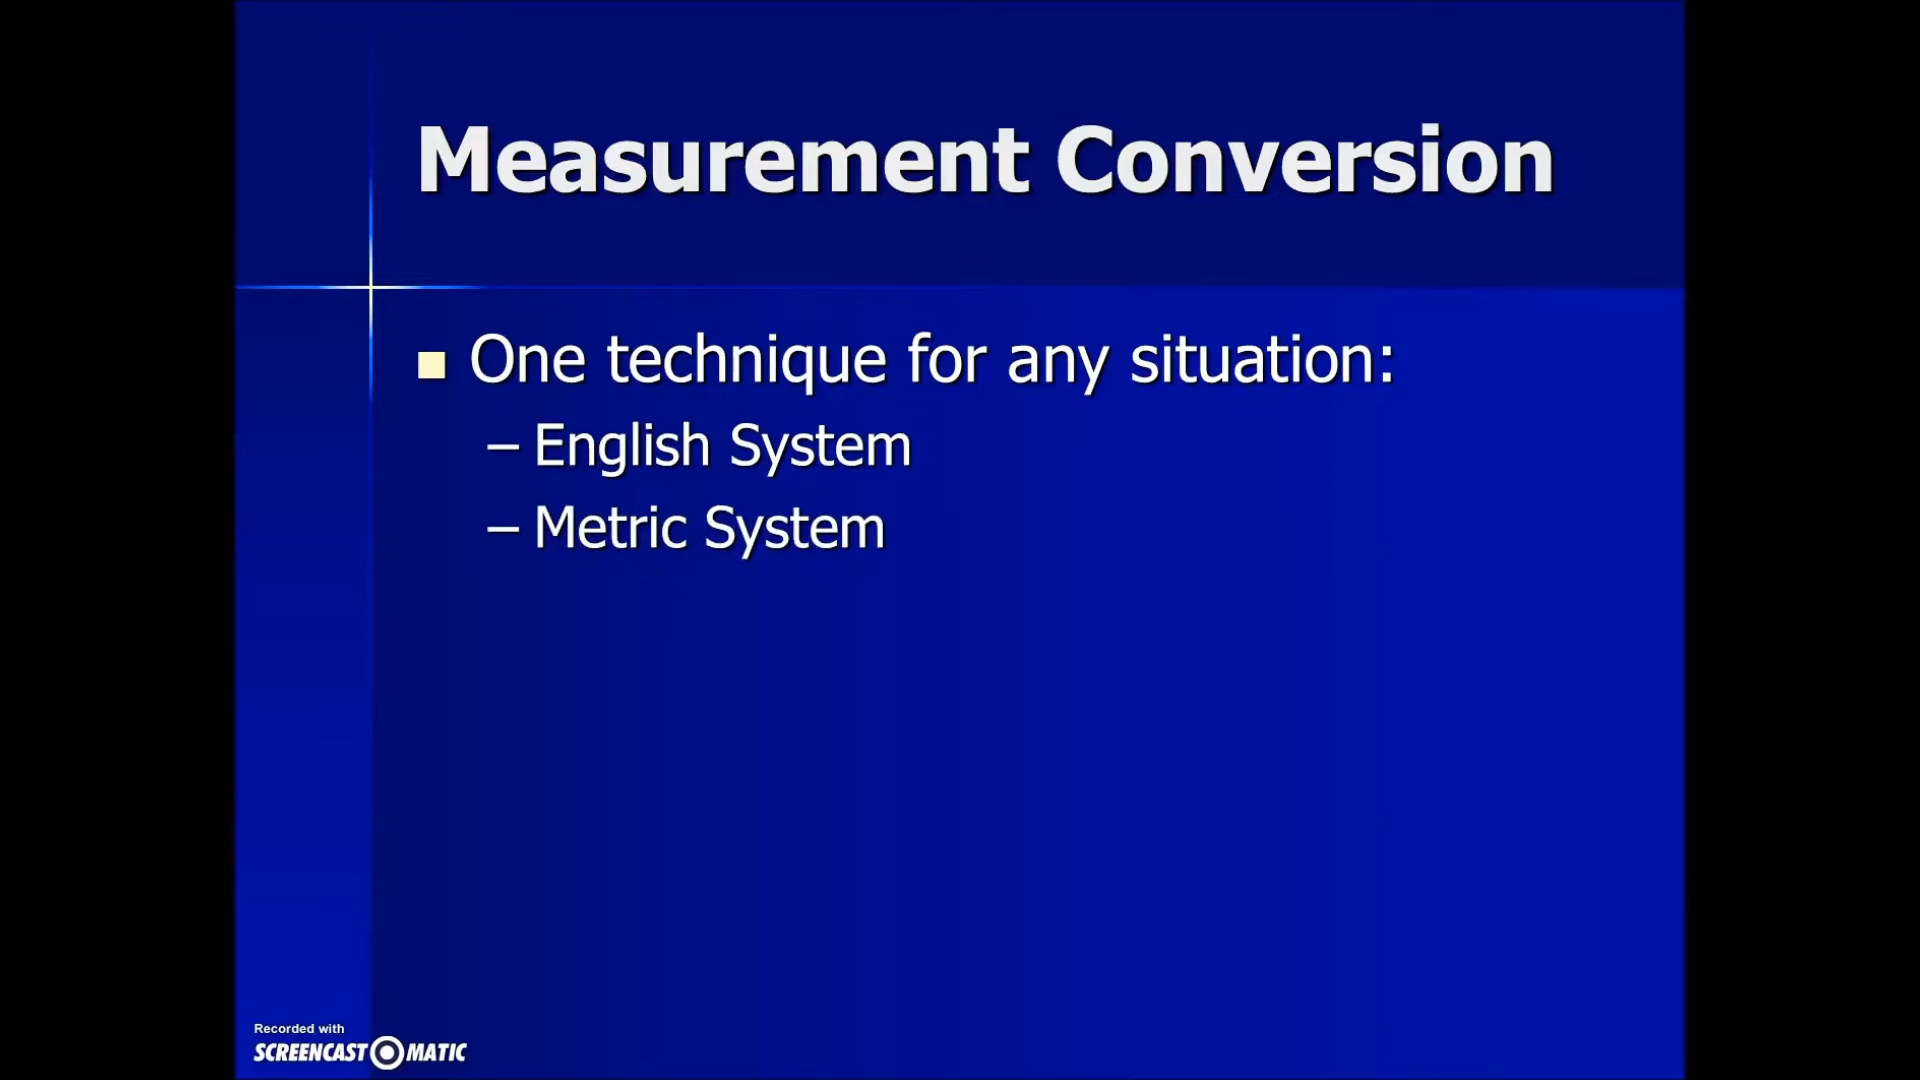 Measurement Conversion
One technique for any situation:
– English System
– Metric System
Recorded with
SCREENCAST MATIC